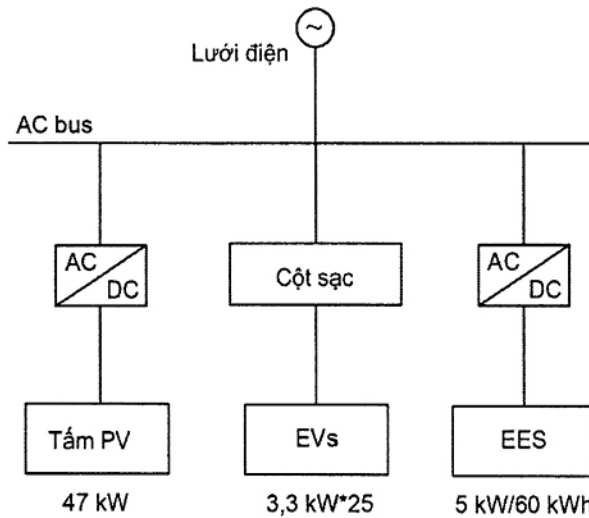 ~
Lưới điện
AC bus
AC
DC
Cột sạc
AC
DC
Tấm PV
EVs
EES
47 kW
3,3 kW*25
5 kW/60 kWh